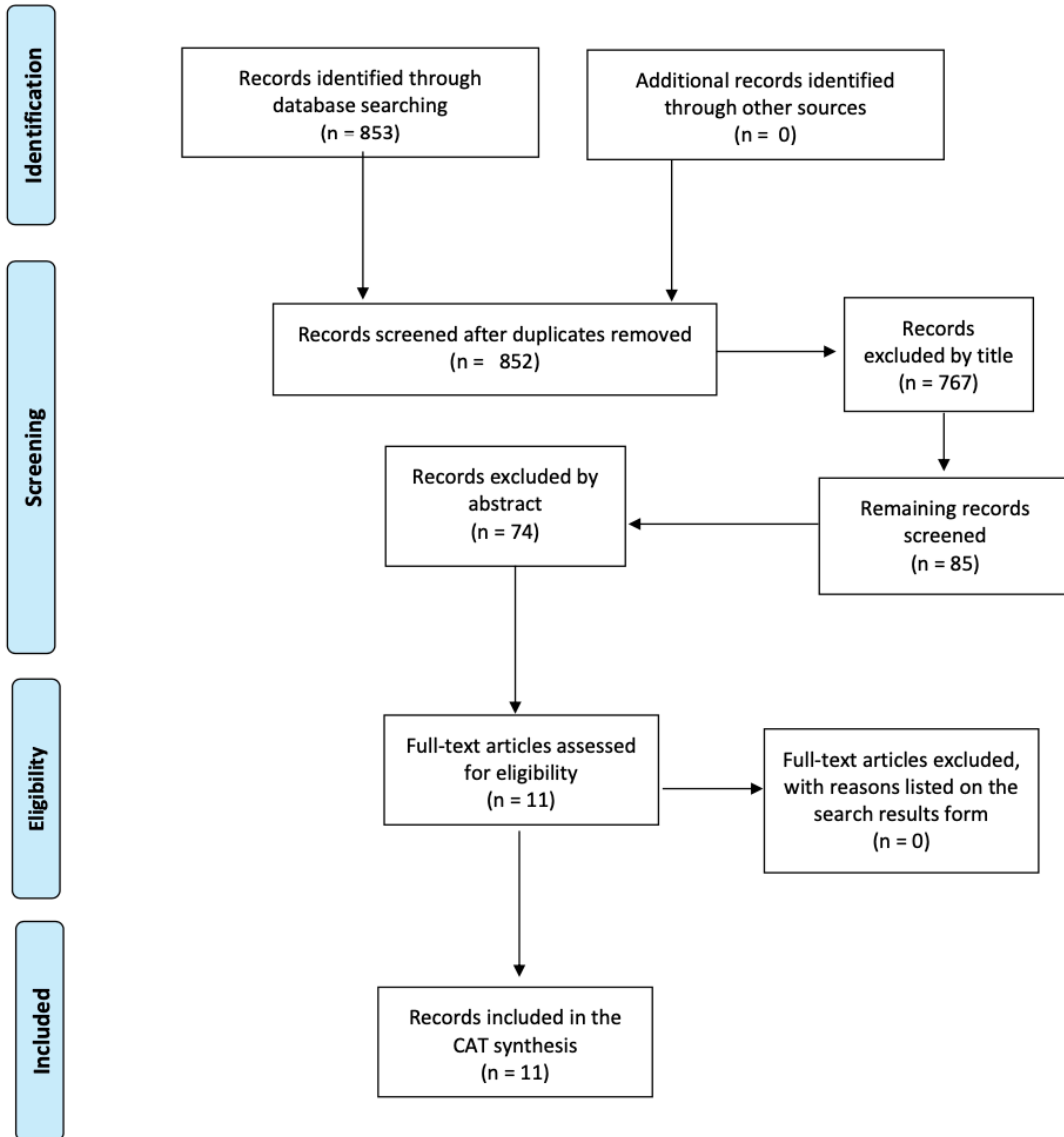 Identification
Records identified through
database searching
(n = 853)
Additional records identified
through other sources
(n = 0)
Screening
Records screened after duplicates removed
(n = 852)
Records
excluded by title
(n = 767)
Records excluded by
abstract
(n = 74)
Remaining records
screened
(n = 85)
Eligibility
Full-text articles assessed
for eligibility
(n = 11)
Full-text articles excluded,
with reasons listed on the
search results form
(n = 0)
Included
Records included in the
CAT synthesis
(n = 11)